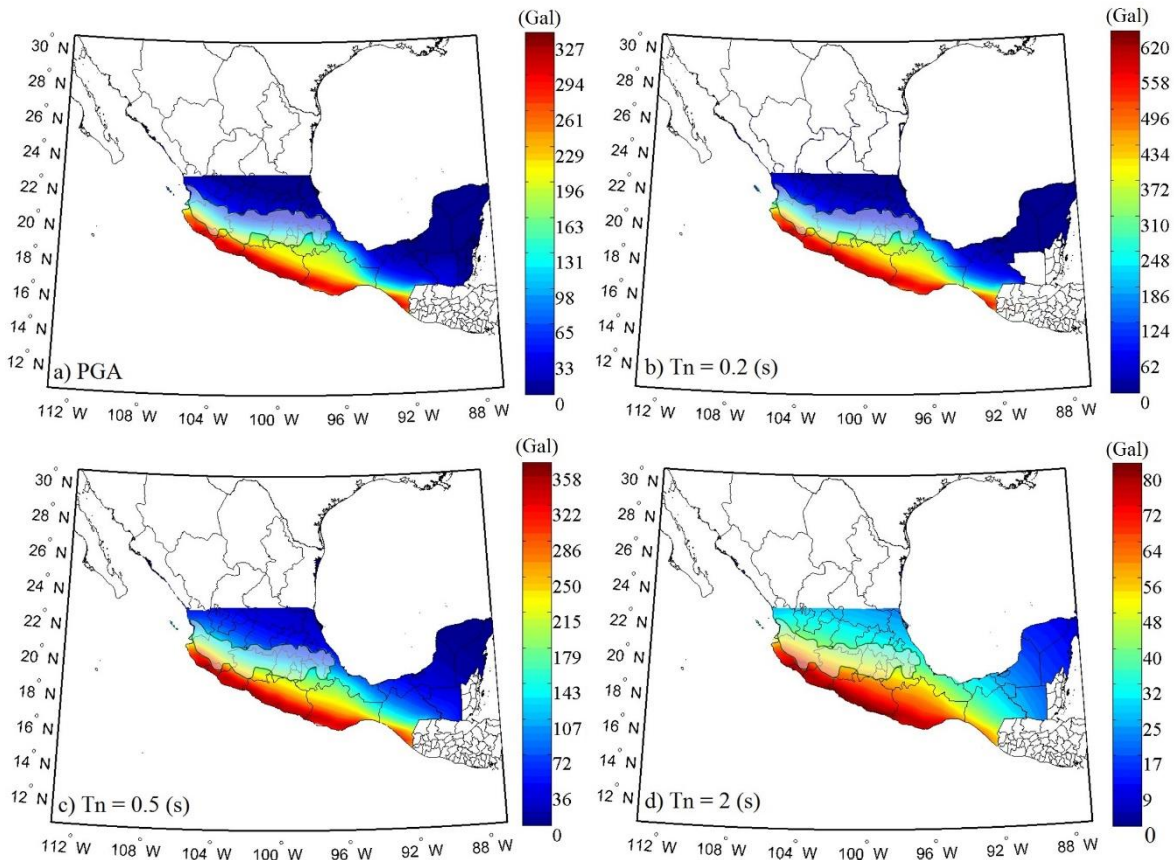 (Gal)
30° N
28° N
26° N
24° N
22° N
20° N
18° N
16° N
14° N
12° N
a) PGA
112° W 108° W 104° W 100° W 96° W 92° W 88° W
327
294
261
229
196
163
131
98
65
33
0
(Gal)
30° N
28° N
26° N
24° N
22° N
20° N
18° N
16° N
14° N
12° N
b) Tn = 0.2 (s)
112° W 108° W 104° W 100° W 96° W 92° W 88° W
620
558
496
434
372
310
248
186
124
62
0
(Gal)
30° N
28° N
26° N
24° N
22° N
20° N
18° N
16° N
14° N
12° N
c) Tn = 0.5 (s)
112° W 108° W 104° W 100° W 96° W 92° W 88° W
358
322
286
250
215
179
143
107
72
36
0
(Gal)
30° N
28° N
26° N
24° N
22° N
20° N
18° N
16° N
14° N
12° N
d) Tn = 2 (s)
112° W 108° W 104° W 100° W 96° W 92° W 88° W
80
72
64
56
48
40
32
25
17
9
0